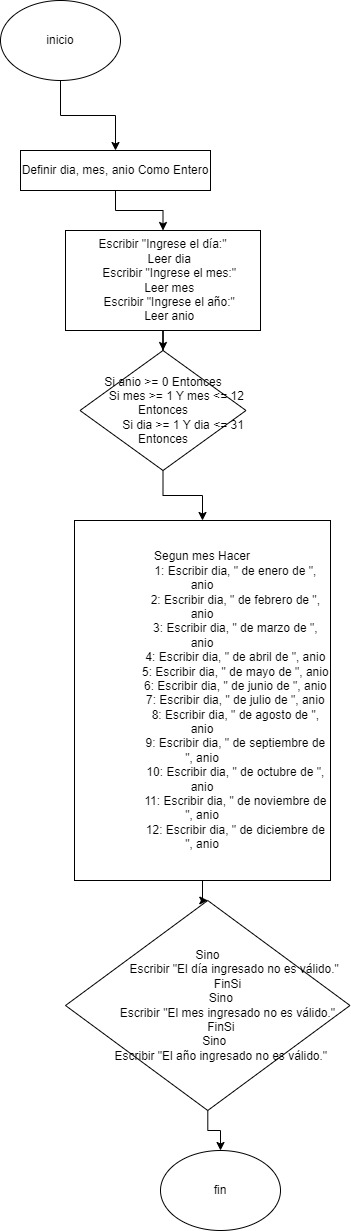 inicio
Definir dia, mes, anio Como Entero
Escribir "Ingrese el día:"
Leer dia
Escribir "Ingrese el mes:"
Leer mes
Escribir "Ingrese el año:"
Leer anio
Si anio >= 0 Entonces
Si mes >= 1 Y mes <= 12
Entonces
Si dia >= 1 Y dia <= 31
Entonces
Segun mes Hacer
1: Escribir dia, " de enero de ",
anio
2: Escribir dia, " de febrero de ",
anio
3: Escribir dia, " de marzo de ",
anio
4: Escribir dia, " de abril de ", anio
5: Escribir dia, " de mayo de ", anio
6: Escribir dia, " de junio de ", anio
7: Escribir dia, " de julio de ", anio
8: Escribir dia, " de agosto de ",
anio
9: Escribir dia, " de septiembre de
", anio
10: Escribir dia, " de octubre de ",
anio
11: Escribir dia, " de noviembre de
", anio
12: Escribir dia, " de diciembre de
", anio
Sino
Escribir "El día ingresado no es válido."
FinSi
Sino
Escribir "El mes ingresado no es válido."
FinSi
Sino
Escribir "El año ingresado no es válido."
fin